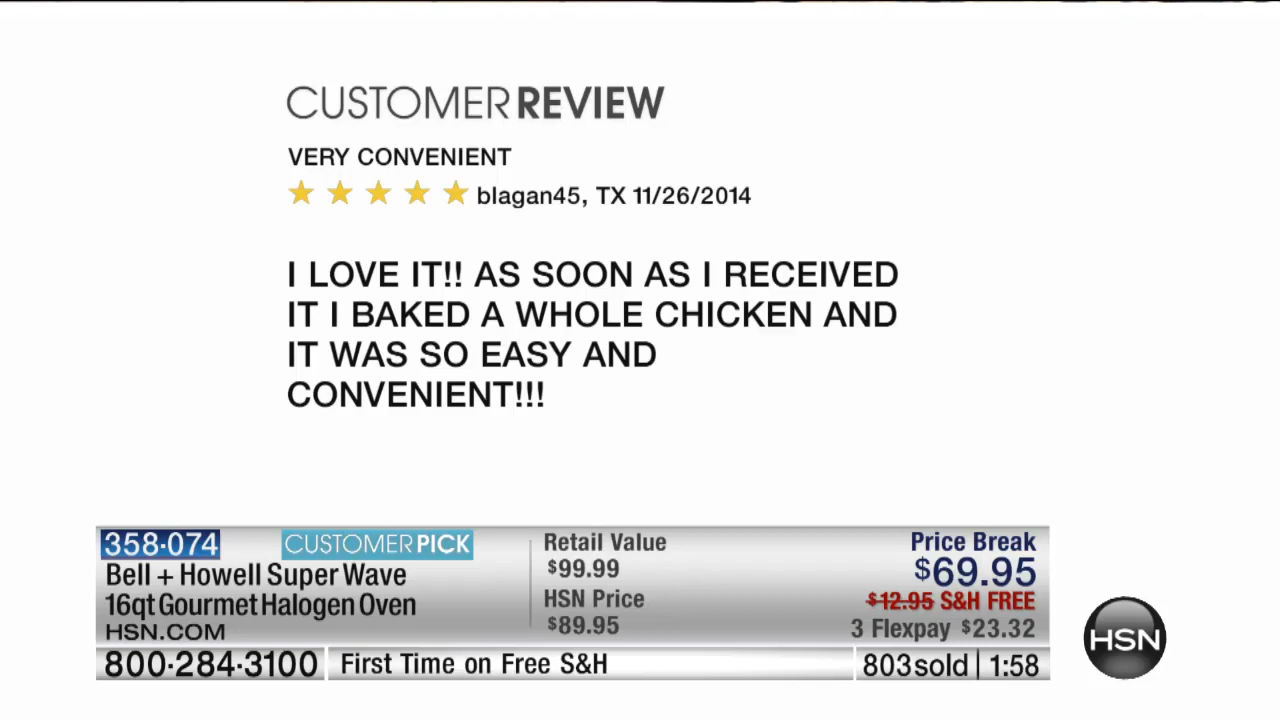 CUSTOMER REVIEW
VERY CONVENIENT
blagan45, TX 11/26/2014
I LOVE IT!! AS SOON AS I RECEIVED
IT I BAKED A WHOLE CHICKEN AND
IT WAS SO EASY AND
CONVENIENT!!!
358·074 CUSTOMER PICK
Bell + Howell Super Wave
16qt Gourmet Halogen Oven
HSN.COM
Retail Value
$99.99
HSN Price
$89.95
Price Break
$69.95
$12.95 S&H FREE
3 Flexpay $23.32
HSN
800·284·3100 First Time on Free S&H 803 sold 1:58